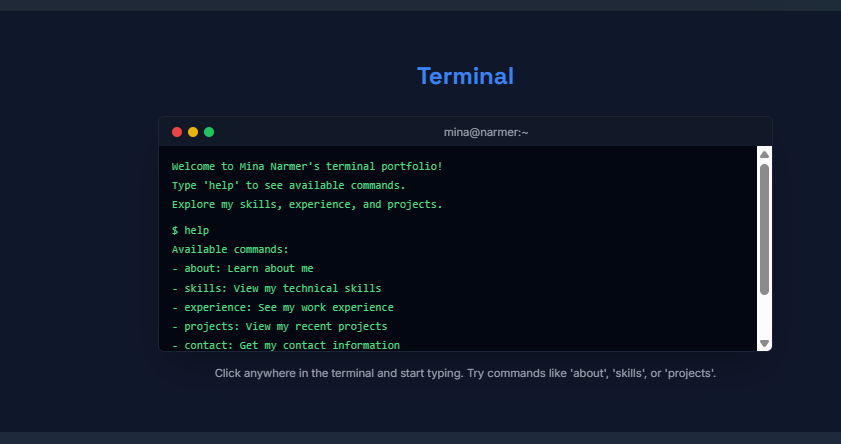 Terminal
mina@narmer:~
Welcome to Mina Narmer's terminal portfolio!
Type 'help' to see available commands.
Explore my skills, experience, and projects.
$ help
Available commands:
- about: Learn about me
- skills: View my technical skills
- experience: See my work experience
- projects: View my recent projects
- contact: Get my contact information
Click anywhere in the terminal and start typing. Try commands like 'about', 'skills', or 'projects'.